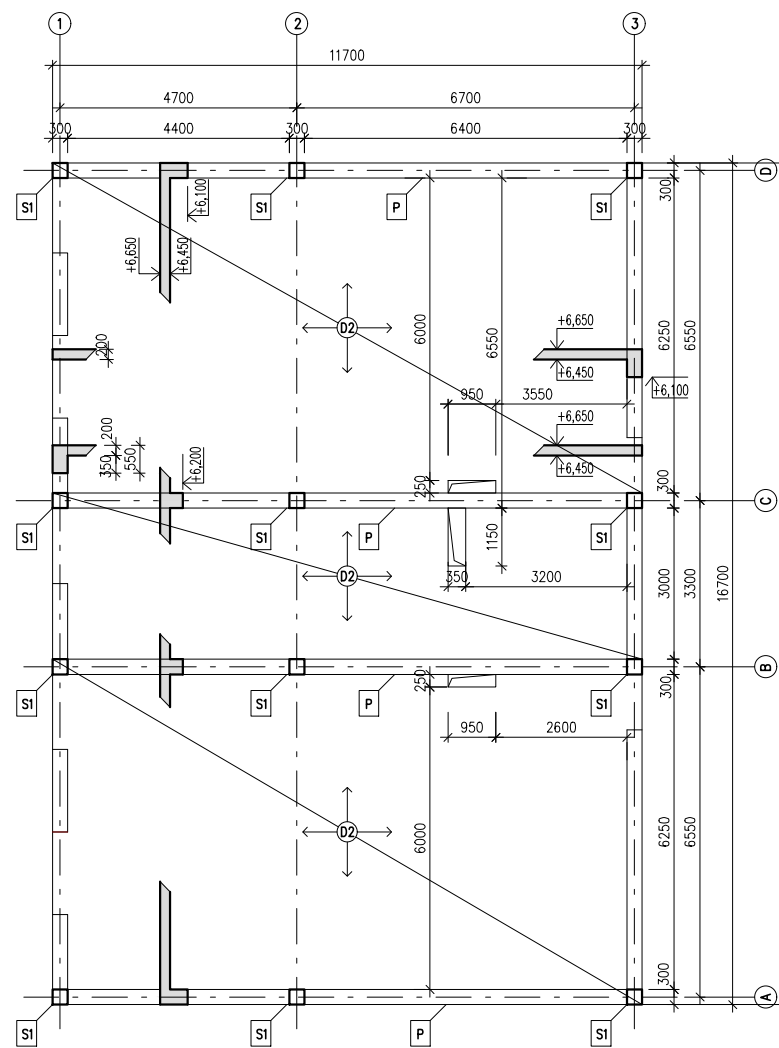 1 2 3
11700
4700 6700
300 4400 300 6400 300
D
S1 S1 P S1
+6,100
300
+6,650 +6,450
D2
6000 6550 6250 6550
+6,650
200
+6,450
+6,100
950 3550
200
+6,650
350 550
+6,450
+6,200
250
300
C
S1 S1 P S1
1150
D2
350 3200
3000 3300 16700
B
250
300
S1 S1 P S1
950 2600
D2
6000 6250 6550
300
A
S1 S1 P S1